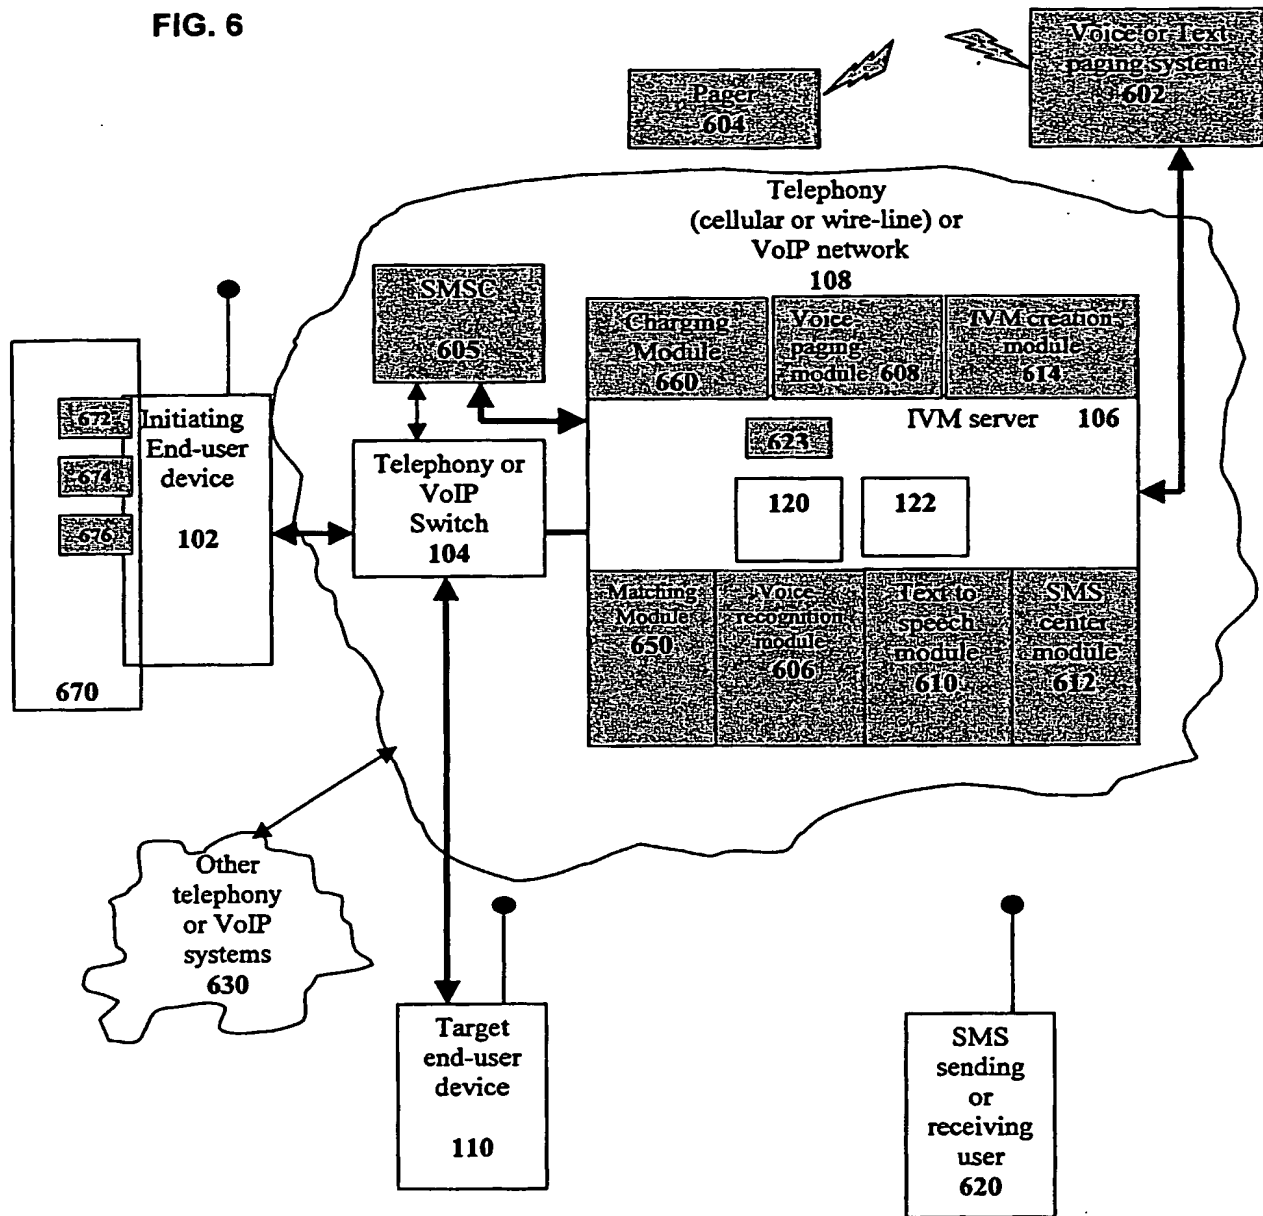 FIG. 6
Voice or Text
paging system
602
Pager
604
Telephony
(cellular or wire-line) or
VoIP network
108
SMSC
605
Charging
Module
660
Voice
paging
module 608
IVM creation
module
614
IVM server 106
623
120
122
672
674
676
Initiating
End-user
device
102
670
Telephony or
VoIP
Switch
104
Matching
Module
650
Voice
recognition
module
606
Text to
speech
module
610
SMS
center
module
612
Other
telephony
or VoIP
systems
630
Target
end-user
device
110
SMS
sending
or
receiving
user
620